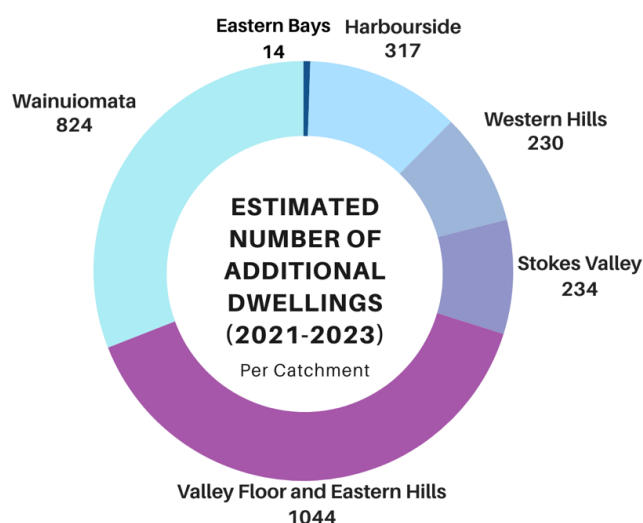 Eastern Bays
14
Harbourside
317
Wainuiomata
824
Western Hills
230
ESTIMATED
NUMBER OF
ADDITIONAL
DWELLINGS
(2021-2023)
Per Catchment
Stokes Valley
234
Valley Floor and Eastern Hills
1044